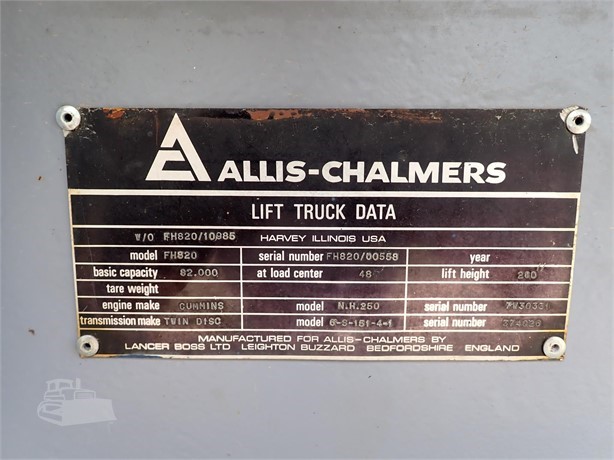 ALLIS-CHALMERS
LIFT TRUCK DATA
W/O FH820/10985 HARVEY ILLINOIS USA
model FH820 serial number FH820/00558 year
basic capacity 82,000 at load center 48" lift height 260
tare weight
engine make CUMMINS model N.H.250 serial number
transmission make TWIN DISC model 6-S-151-4-1 serial number 374026
MANUFACTURED FOR ALLIS-CHALMERS BY
LANCER BOSS LTD LEIGHTON BUZZARD BEDFORDSHIRE ENGLAND